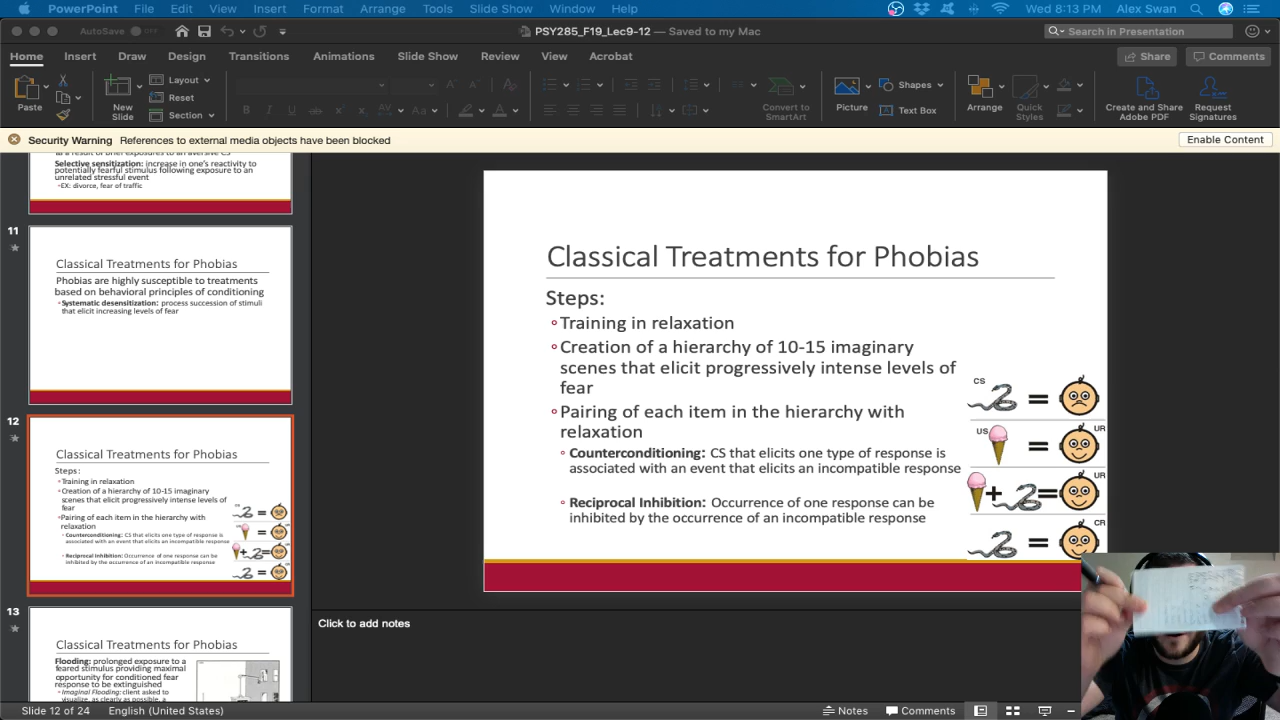 PowerPoint File Edit View Insert Format Arrange Tools Slide Show Window Help Wed 8:13 PM Alex Swan
AutoSave OFF PSY285_F19_Lec9-12 — Saved to my Mac Search in Presentation
Home Insert Draw Design Transitions Animations Slide Show Review View Acrobat Share Comments
Paste New Slide Layout Reset Section Convert to SmartArt Picture Shapes Text Box Arrange Quick Styles Create and Share Adobe PDF Request Signatures
Security Warning References to external media objects have been blocked Enable Content
Selective sensitization: increase in one's reactivity to
potentially fearful stimulus following exposure to an
unrelated stressful event
EX: divorce, fear of traffic
11
Classical Treatments for Phobias
Phobias are highly susceptible to treatments
based on behavioral principles of conditioning
Systematic desensitization: process succession of stimuli
that elicit increasing levels of fear
12
Classical Treatments for Phobias
Steps:
Training in relaxation
Creation of a hierarchy of 10-15 imaginary
scenes that elicit progressively intense levels of
fear
Pairing of each item in the hierarchy with
relaxation
Counterconditioning: CS that elicits one type of response is
associated with an event that elicits an incompatible response
Reciprocal Inhibition: Occurrence of one response can be
inhibited by the occurrence of an incompatible response
13
Classical Treatments for Phobias
Flooding: prolonged exposure to a
feared stimulus providing maximal
opportunity for conditioned fear
response to be extinguished
Imaginal Flooding: client asked to
visualize, as clearly as possible, a
Classical Treatments for Phobias
Steps:
Training in relaxation
Creation of a hierarchy of 10-15 imaginary
scenes that elicit progressively intense levels of
fear
Pairing of each item in the hierarchy with
relaxation
Counterconditioning: CS that elicits one type of response is
associated with an event that elicits an incompatible response
Reciprocal Inhibition: Occurrence of one response can be
inhibited by the occurrence of an incompatible response
CS =
US = UR
+ = UR
= CR
Click to add notes
Slide 12 of 24 English (United States) Notes Comments